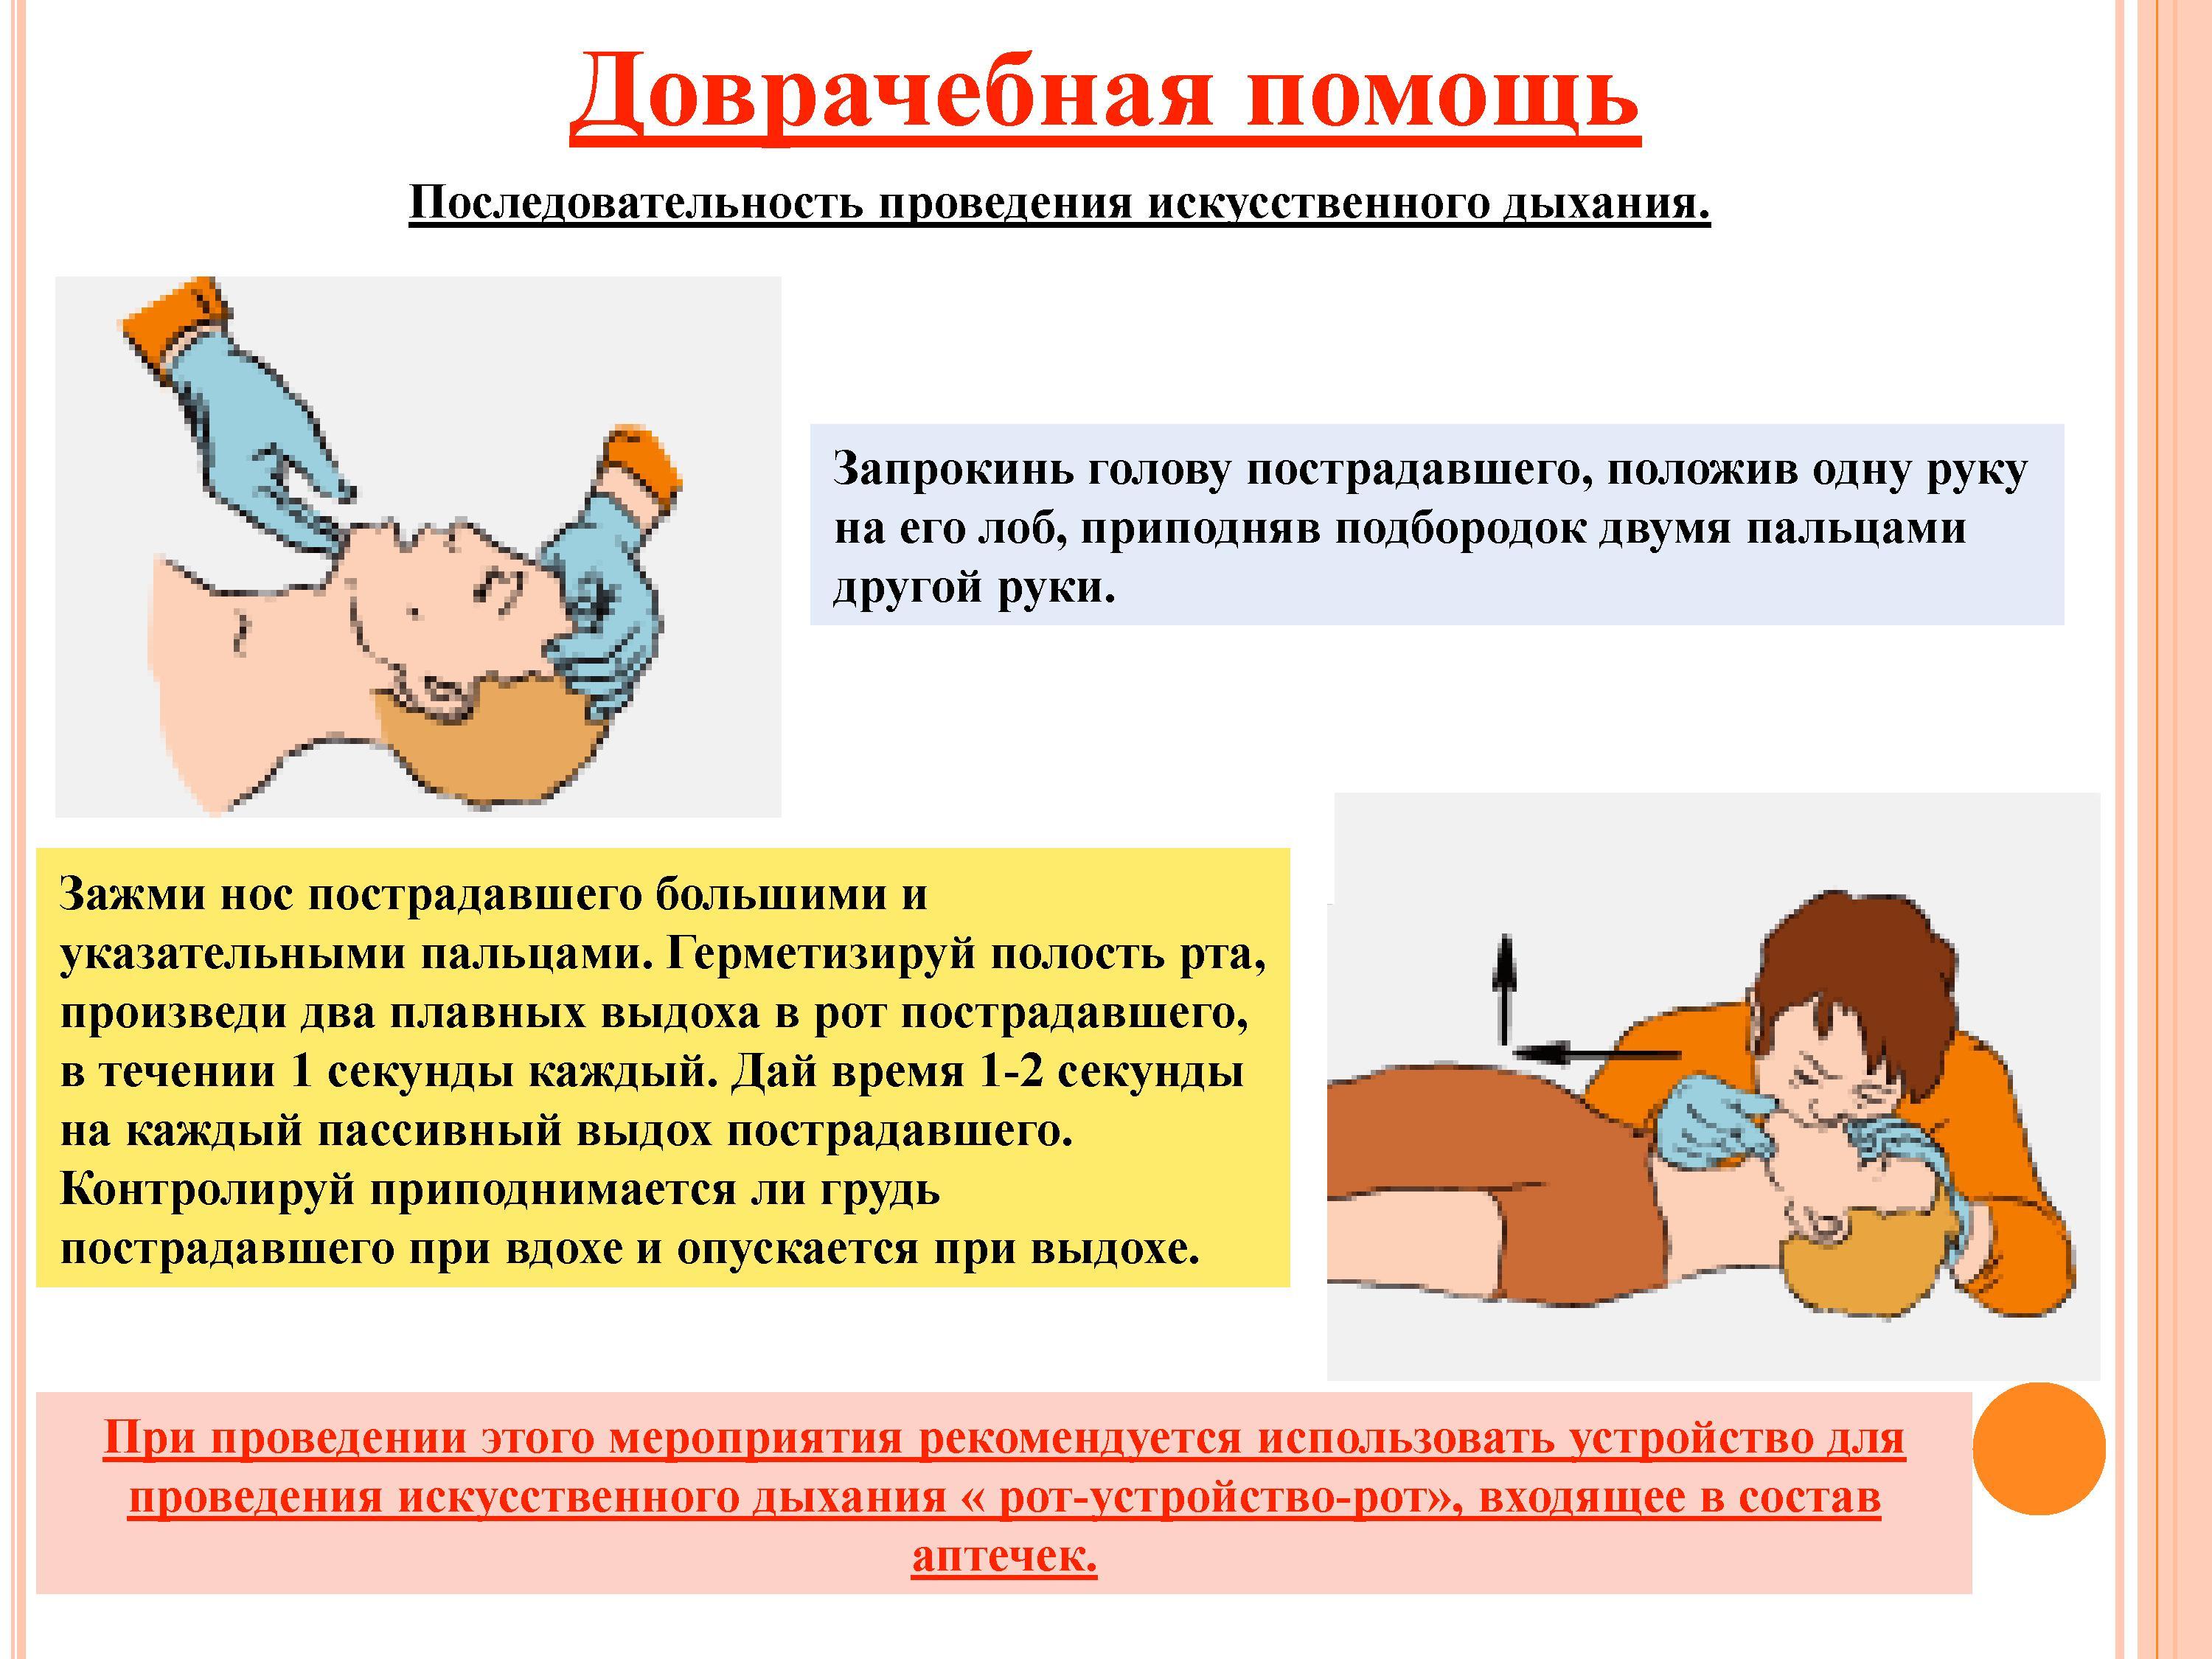 Доврачебная помощь
Последовательность проведения искусственного дыхания.
Запрокинь голову пострадавшего, положив одну руку
на его лоб, приподняв подбородок двумя пальцами
другой руки.
Зажми нос пострадавшего большими и
указательными пальцами. Герметизируй полость рта,
произведи два плавных выдоха в рот пострадавшего,
в течении 1 секунды каждый. Дай время 1-2 секунды
на каждый пассивный выдох пострадавшего.
Контролируй приподнимается ли грудь
пострадавшего при вдохе и опускается при выдохе.
При проведении этого мероприятия рекомендуется использовать устройство для
проведения искусственного дыхания « рот-устройство-рот», входящее в состав
аптечек.